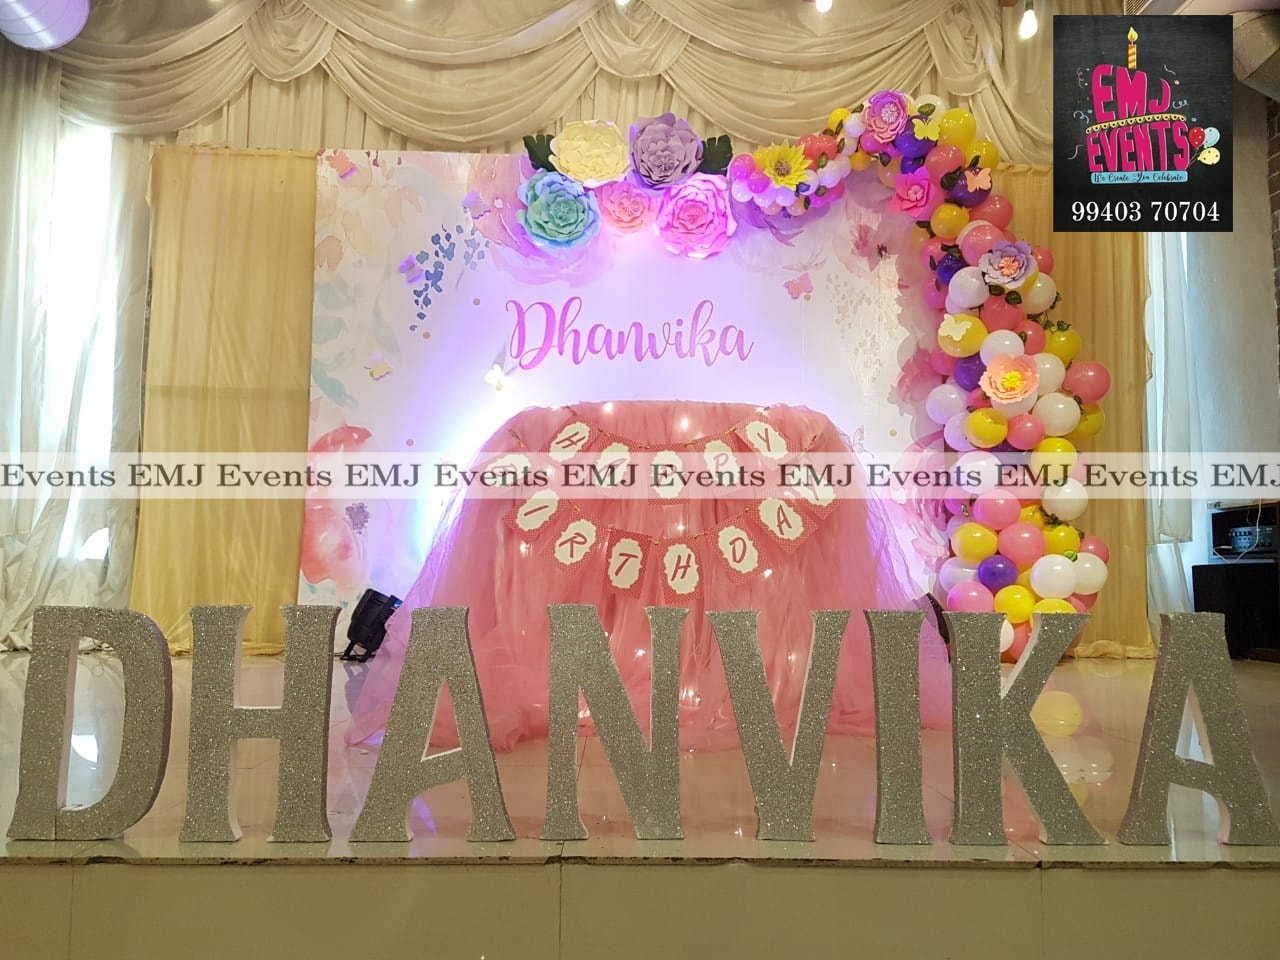 EMJ
EVENTS
We Create You Celebrate
99403 70704
Dhanvika
HAPPY
BIRTHDAY
Events EMJ Events EMJ Events EMJ Events EMJ Events EMJ Events EMJ
DHANVIKA